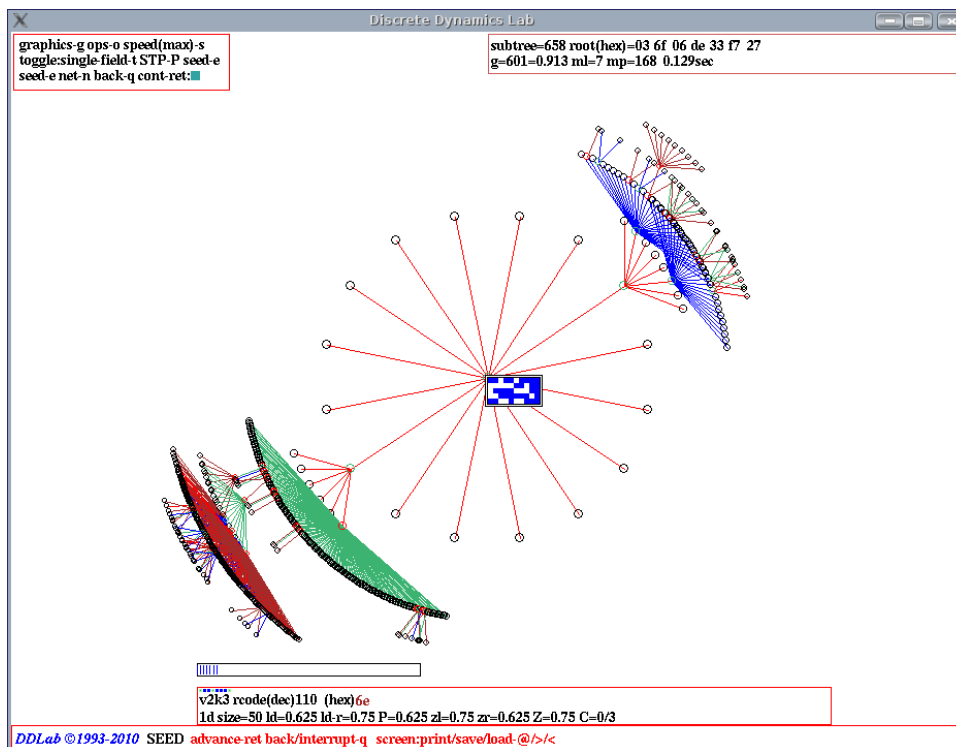 Discrete Dynamics Lab
graphics-g ops-o speed(max)-s
toggle:single-field-t STP-P seed-e
seed-e net-n back-q cont-ret:
subtree=658 root(hex)=03 6f 06 de 33 f7 27
g=601=0.913 ml=7 mp=168 0.129sec
v2k3 rcode(dec)110 (hex)6e
1d size=50 ld=0.625 ld-r=0.75 P=0.625 zl=0.75 zr=0.625 Z=0.75 C=0/3
DDLab ©1993-2010 SEED advance-ret back/interrupt-q screen:print/save/load-@/>/<